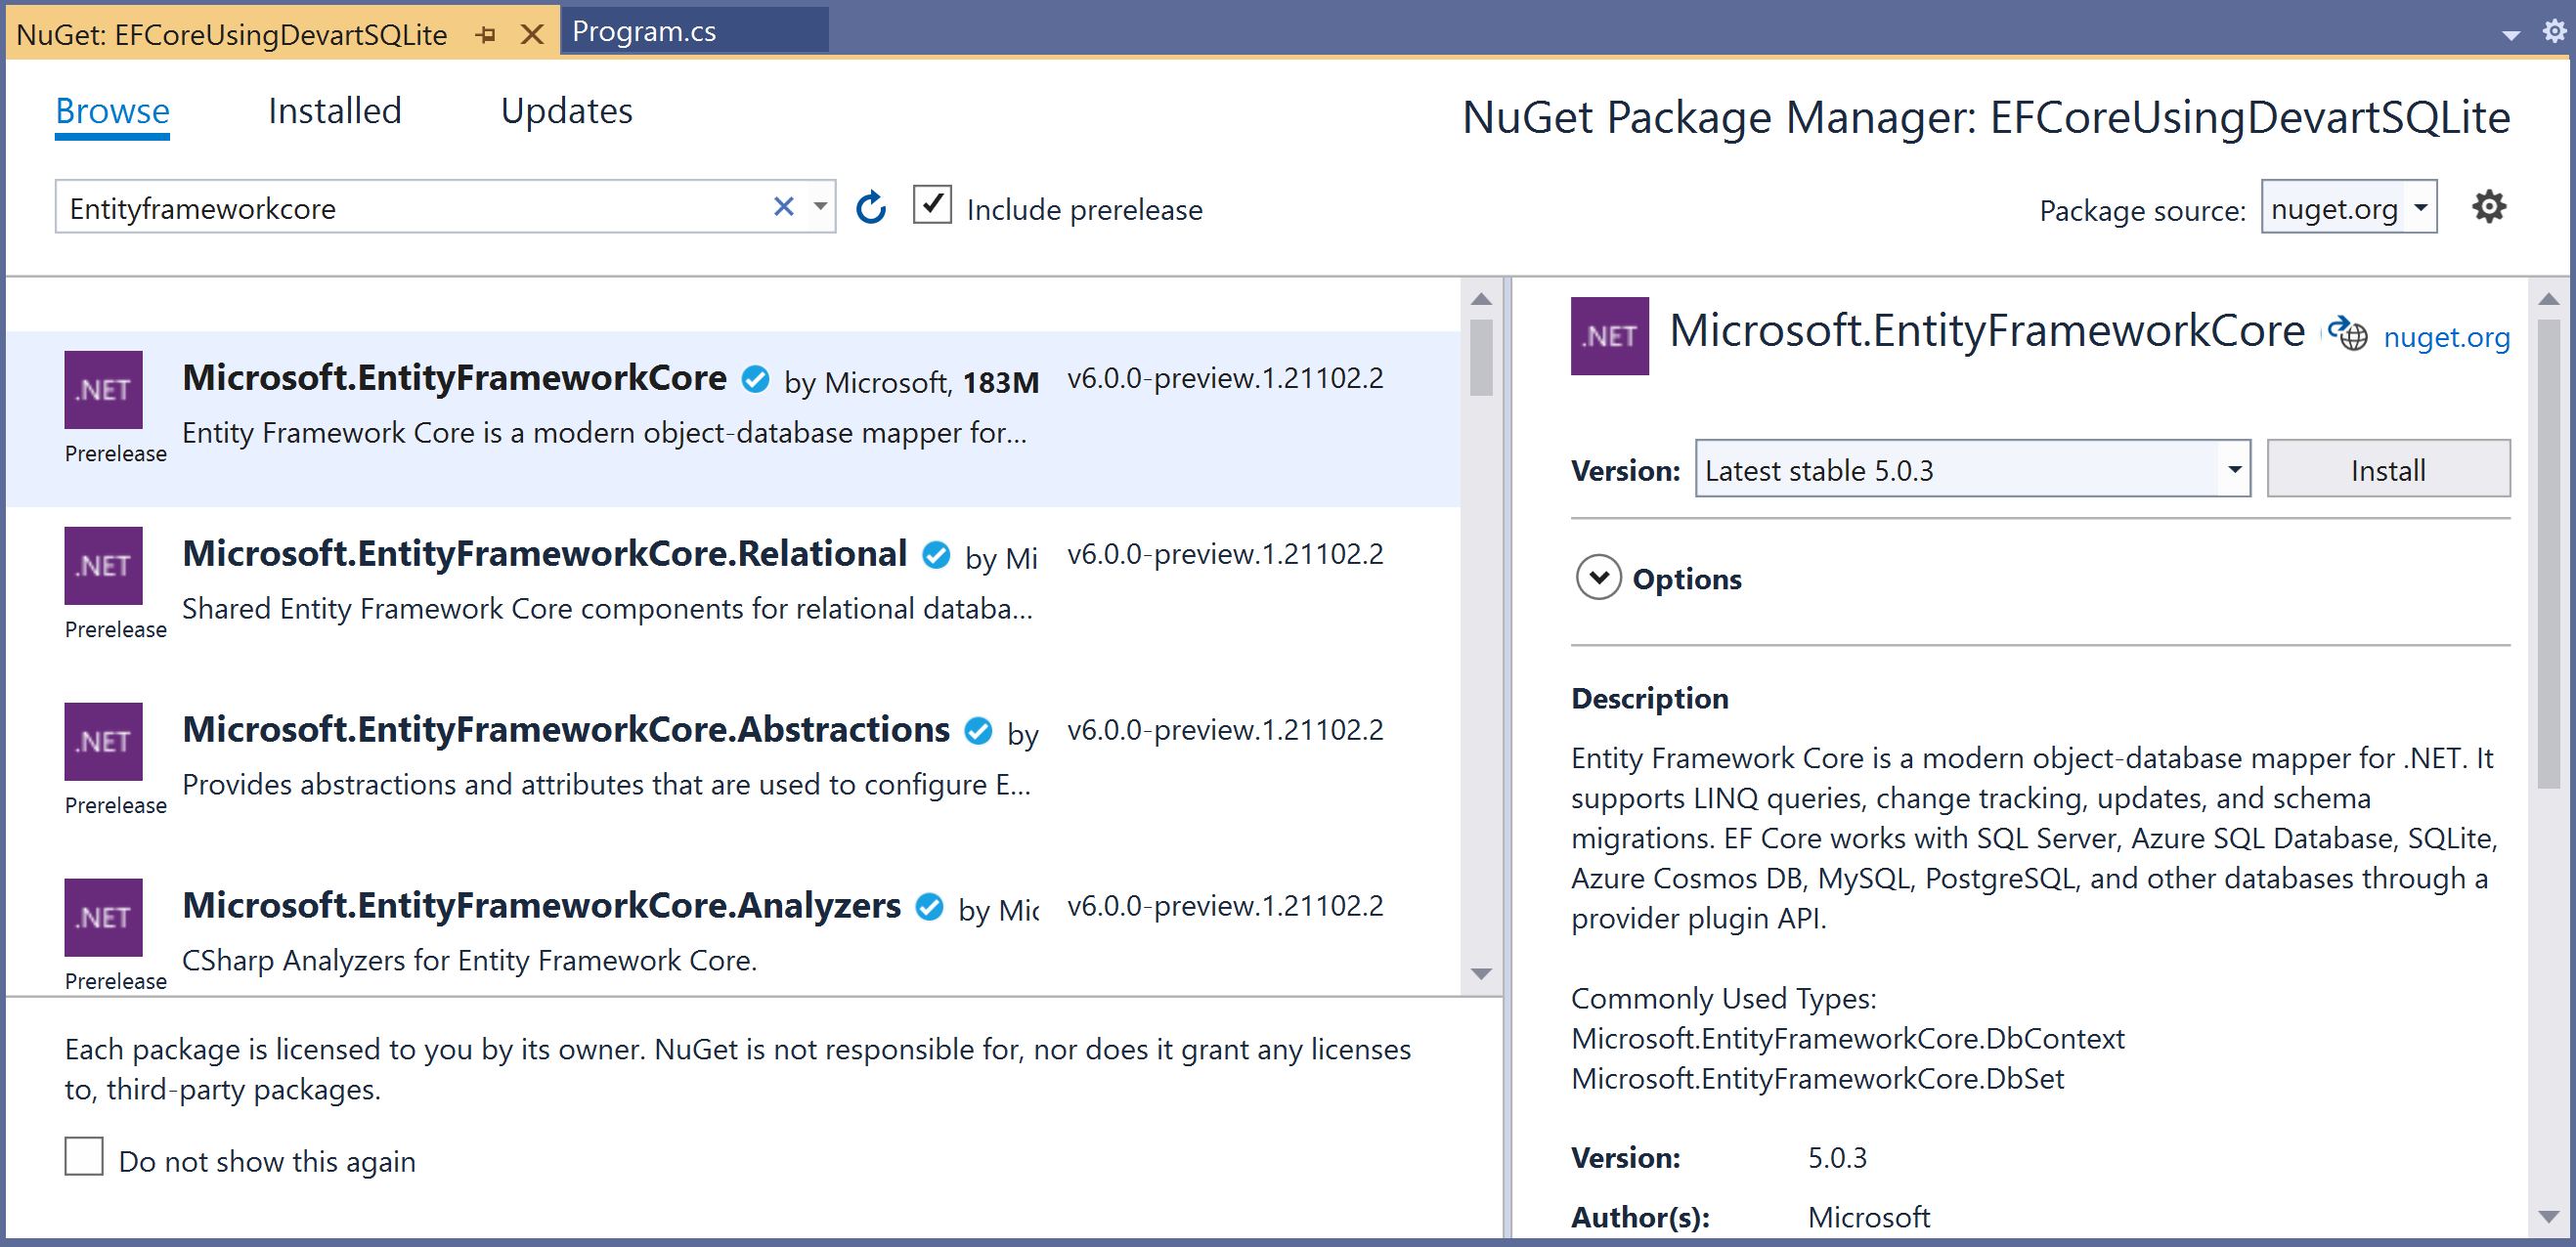 NuGet: EFCoreUsingDevartSQLite
Program.cs
Browse
Installed
Updates
NuGet Package Manager: EFCoreUsingDevartSQLite
Entityframeworkcore
Include prerelease
Package source:
nuget.org
.NET
Prerelease
Microsoft.EntityFrameworkCore by Microsoft, 183M
v6.0.0-preview.1.21102.2
Entity Framework Core is a modern object-database mapper for...
.NET
Prerelease
Microsoft.EntityFrameworkCore.Relational by Mi
v6.0.0-preview.1.21102.2
Shared Entity Framework Core components for relational databa...
.NET
Prerelease
Microsoft.EntityFrameworkCore.Abstractions by
v6.0.0-preview.1.21102.2
Provides abstractions and attributes that are used to configure E...
.NET
Prerelease
Microsoft.EntityFrameworkCore.Analyzers by Mic
v6.0.0-preview.1.21102.2
CSharp Analyzers for Entity Framework Core.
Each package is licensed to you by its owner. NuGet is not responsible for, nor does it grant any licenses
to, third-party packages.
Do not show this again
.NET
Microsoft.EntityFrameworkCore
nuget.org
Version:
Latest stable 5.0.3
Install
Options
Description
Entity Framework Core is a modern object-database mapper for .NET. It
supports LINQ queries, change tracking, updates, and schema
migrations. EF Core works with SQL Server, Azure SQL Database, SQLite,
Azure Cosmos DB, MySQL, PostgreSQL, and other databases through a
provider plugin API.
Commonly Used Types:
Microsoft.EntityFrameworkCore.DbContext
Microsoft.EntityFrameworkCore.DbSet
Version: 5.0.3
Author(s): Microsoft